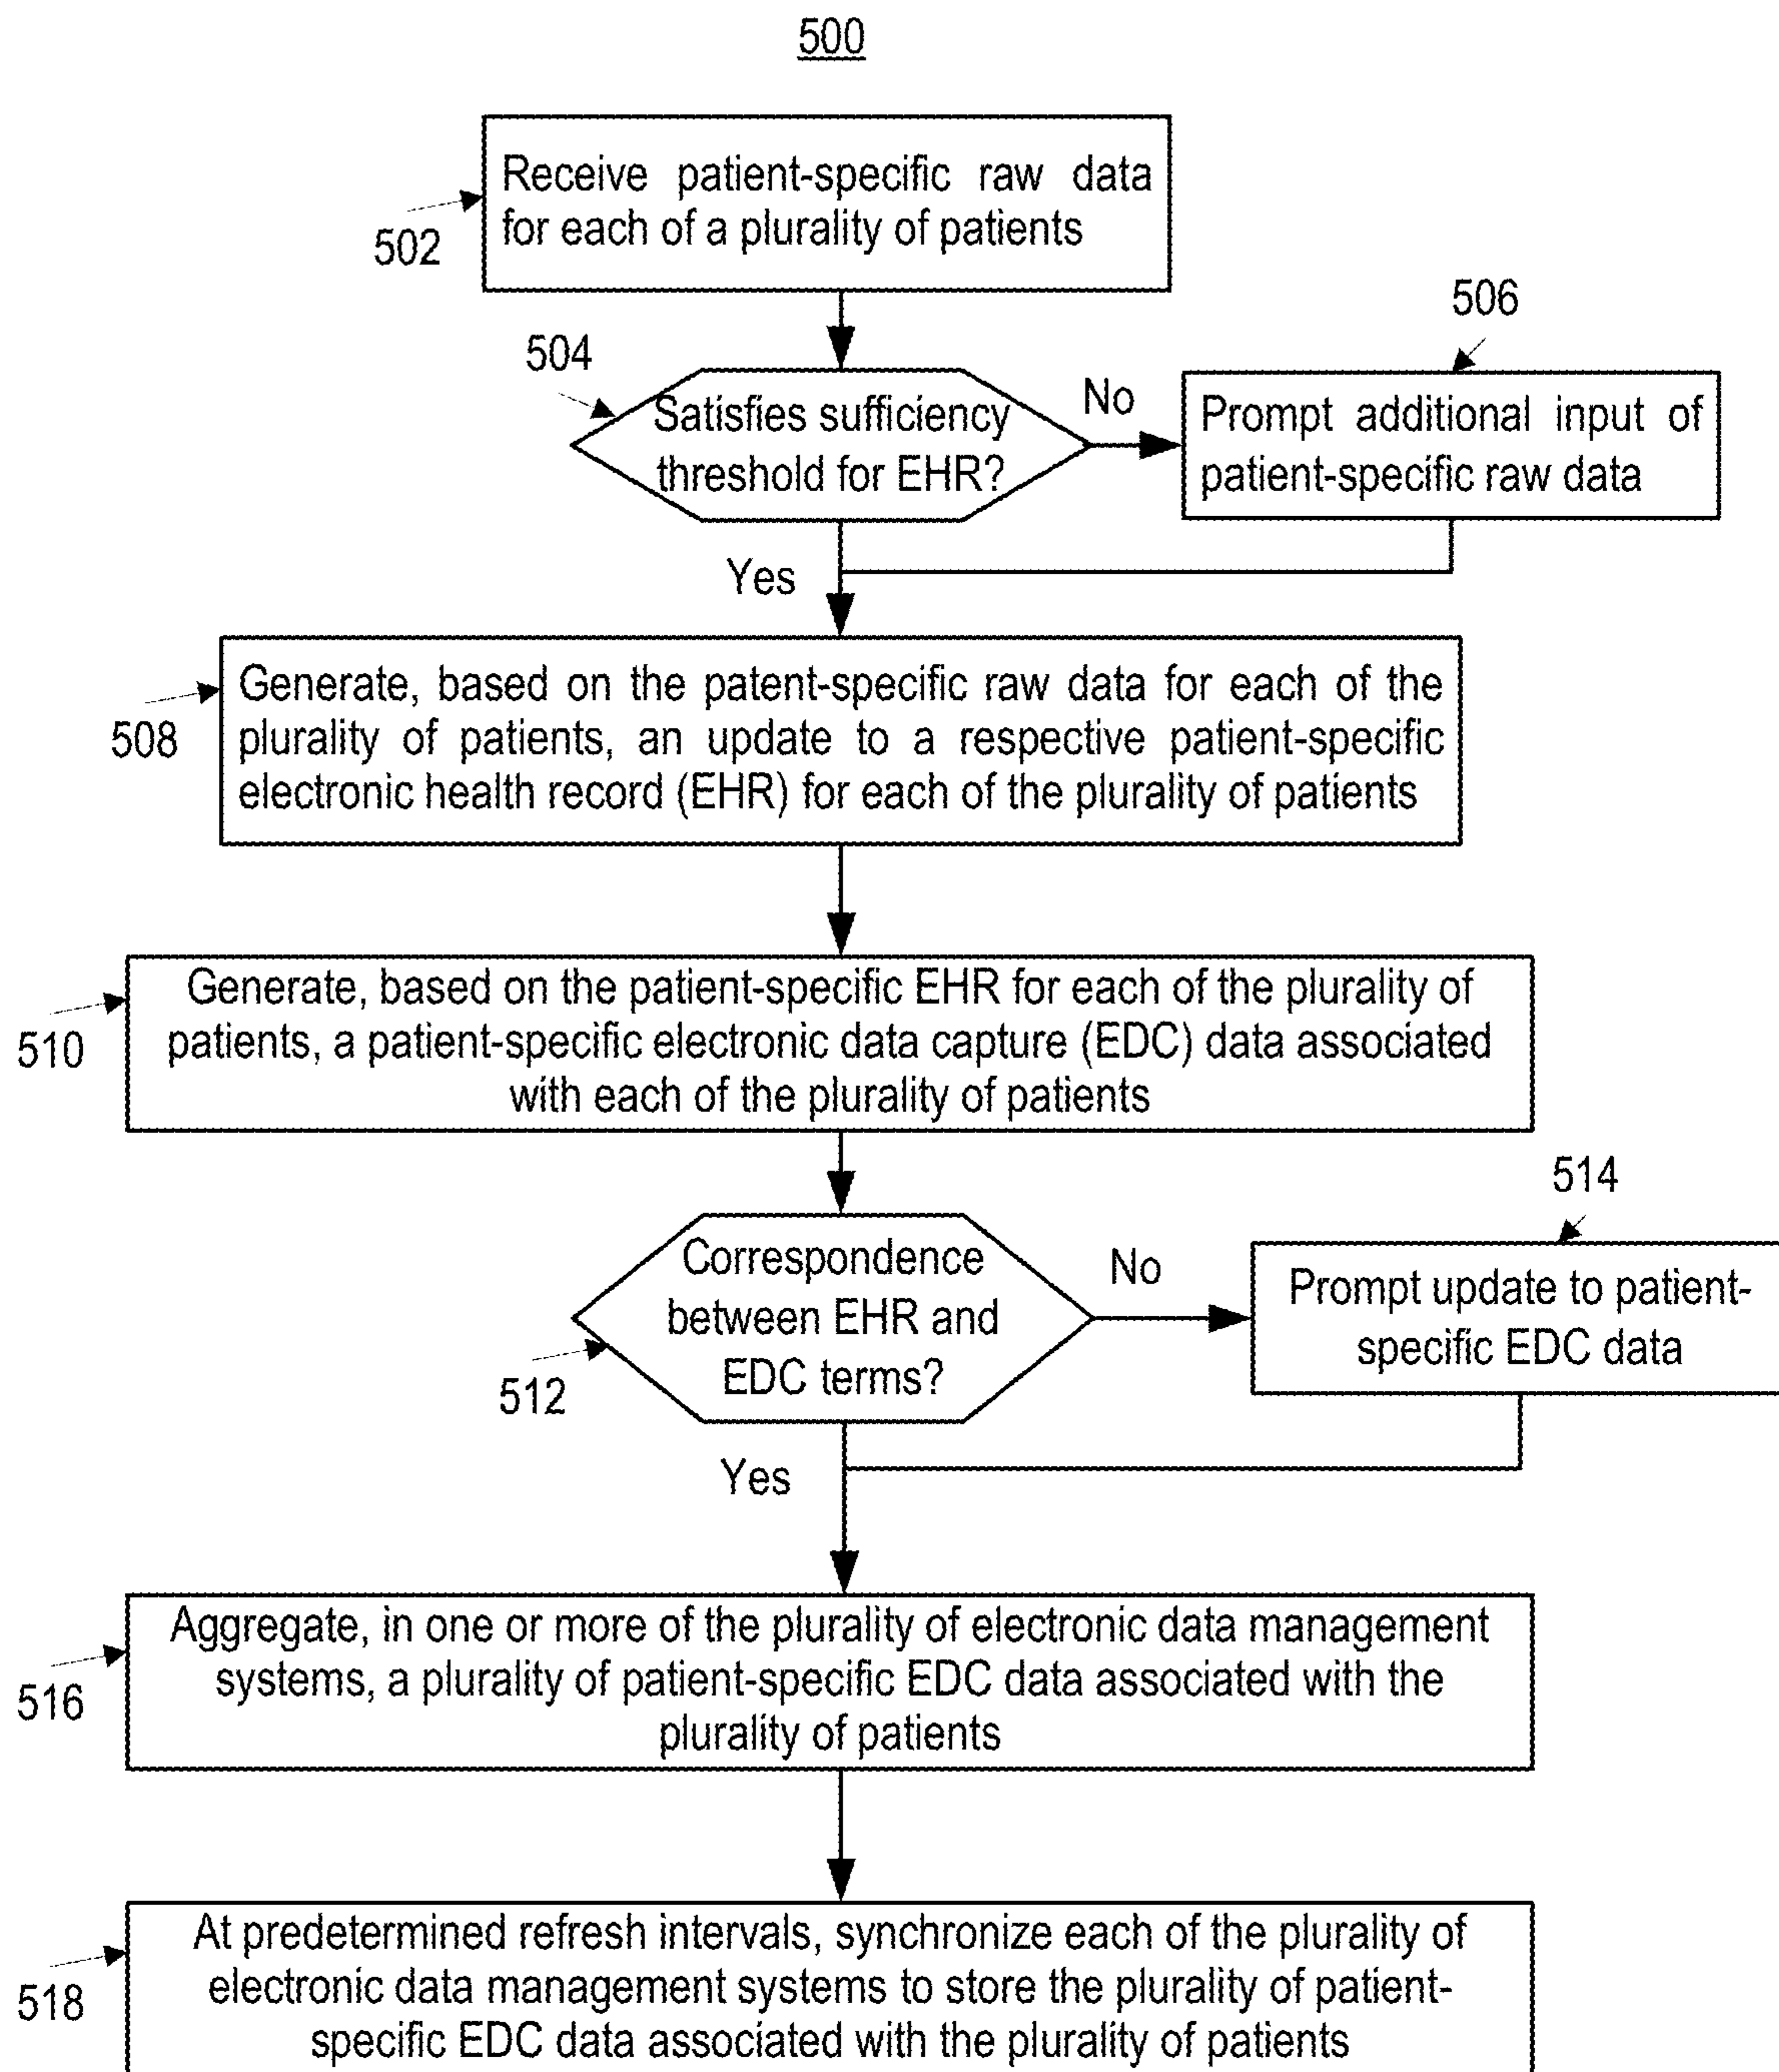 500
Receive patient-specific raw data
for each of a plurality of patients
502
506
504
Satisfies sufficiency
threshold for EHR?
No
Prompt additional input of
patient-specific raw data
Yes
Generate, based on the patent-specific raw data for each of the
plurality of patients, an update to a respective patient-specific
electronic health record (EHR) for each of the plurality of patients
508
Generate, based on the patient-specific EHR for each of the plurality of
patients, a patient-specific electronic data capture (EDC) data associated
with each of the plurality of patients
510
514
Correspondence
between EHR and
EDC terms?
No
Prompt update to patient-
specific EDC data
512
Yes
Aggregate, in one or more of the plurality of electronic data management
systems, a plurality of patient-specific EDC data associated with the
plurality of patients
516
At predetermined refresh intervals, synchronize each of the plurality of
electronic data management systems to store the plurality of patient-
specific EDC data associated with the plurality of patients
518